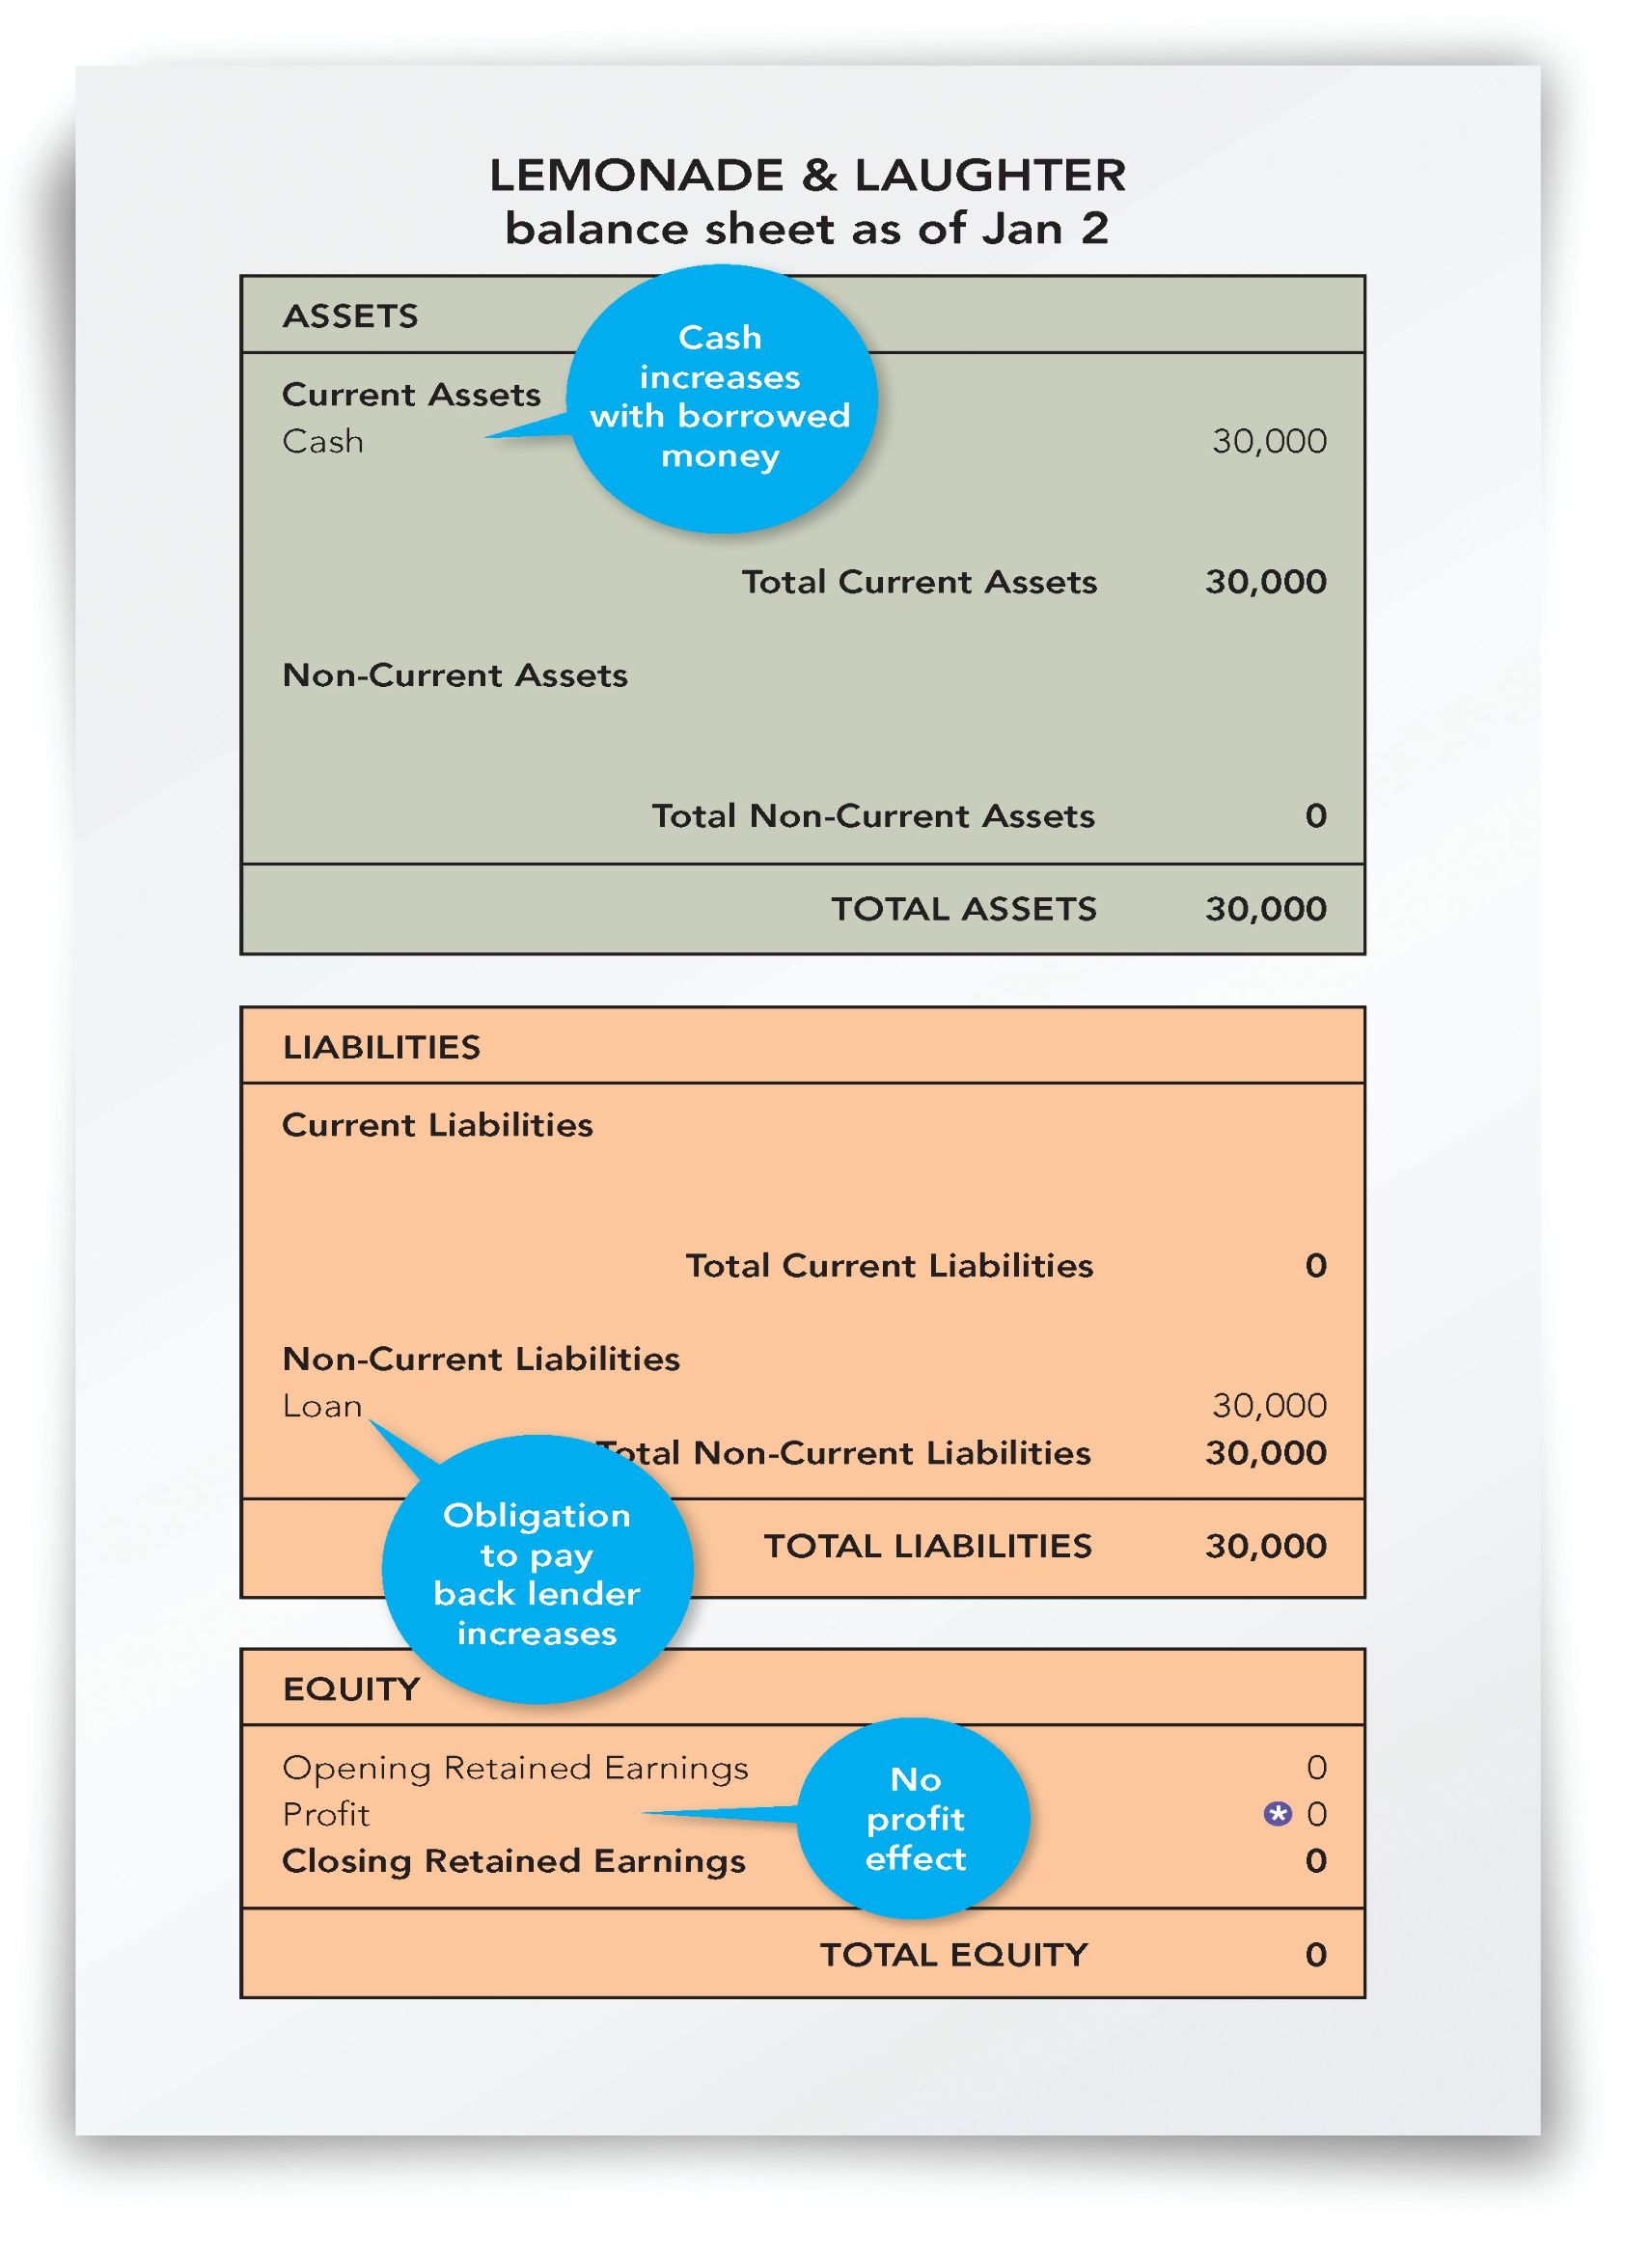 LEMONADE & LAUGHTER
balance sheet as of Jan 2
ASSETS
Cash
increases
with borrowed
money
Current Assets
Cash 30,000
Total Current Assets 30,000
Non-Current Assets
Total Non-Current Assets 0
TOTAL ASSETS 30,000
LIABILITIES
Current Liabilities
Total Current Liabilities 0
Non-Current Liabilities
Loan 30,000
Total Non-Current Liabilities 30,000
Obligation
to pay
back lender
increases
TOTAL LIABILITIES 30,000
EQUITY
Opening Retained Earnings 0
Profit * 0
Closing Retained Earnings 0
No
profit
effect
TOTAL EQUITY 0